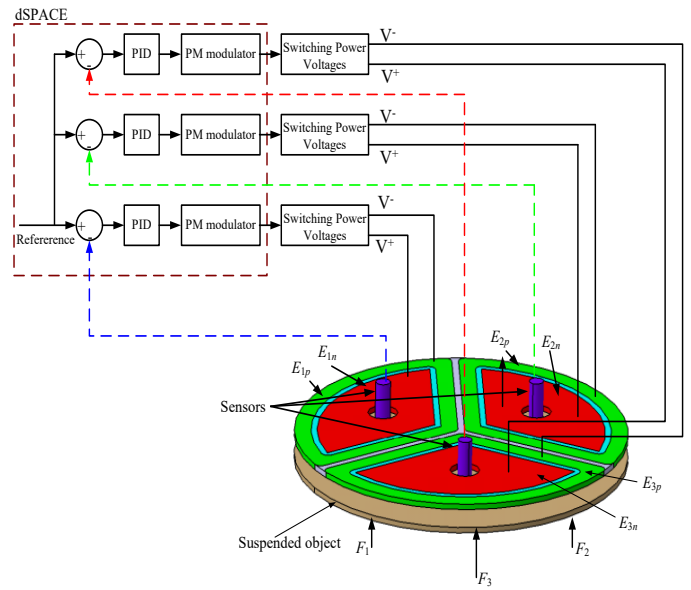 dSPACE
+
-
PID
PM modulator
Switching Power
Voltages
V-
V+
+
-
PID
PM modulator
Switching Power
Voltages
V-
V+
+
-
PID
PM modulator
Switching Power
Voltages
V-
V+
Refererence
E1p
E1n
E2p
E2n
Sensors
E3p
E3n
Suspended object
F1
F2
F3